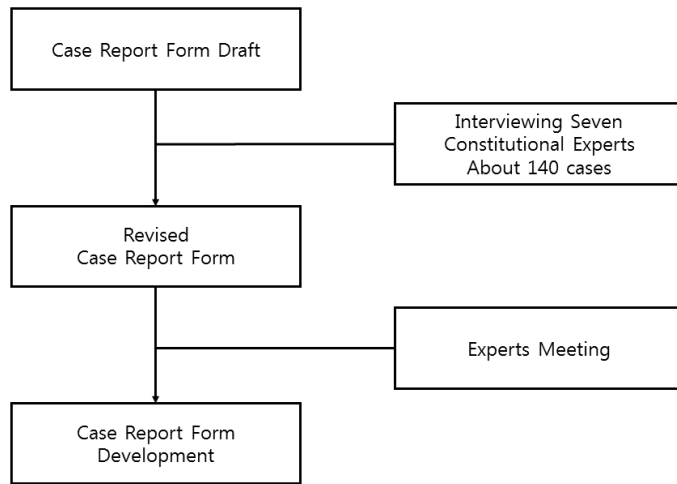 Case Report Form Draft
Interviewing Seven
Constitutional Experts
About 140 cases
Revised
Case Report Form
Experts Meeting
Case Report Form
Development